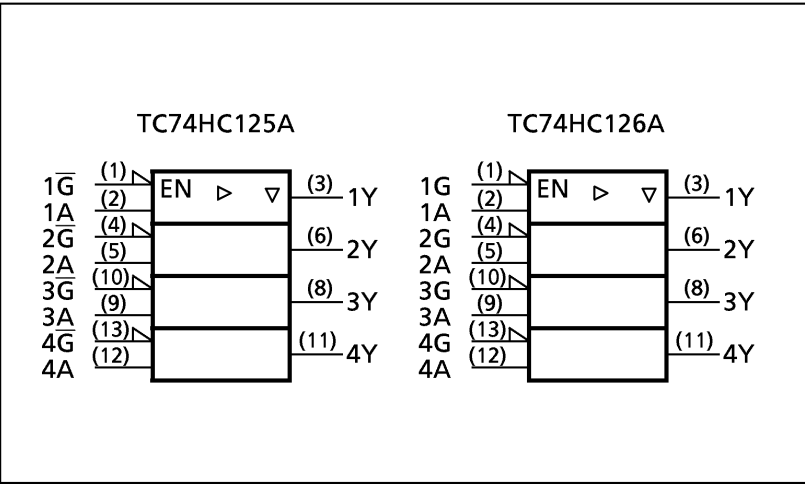 TC74HC125A
1G̅ (1) EN (3) 1Y
1A (2)
2G̅ (4) (6) 2Y
2A (5)
3G̅ (10) (8) 3Y
3A (9)
4G̅ (13) (11) 4Y
4A (12)
TC74HC126A
1G (1) EN (3) 1Y
1A (2)
2G (4) (6) 2Y
2A (5)
3G (10) (8) 3Y
3A (9)
4G (13) (11) 4Y
4A (12)